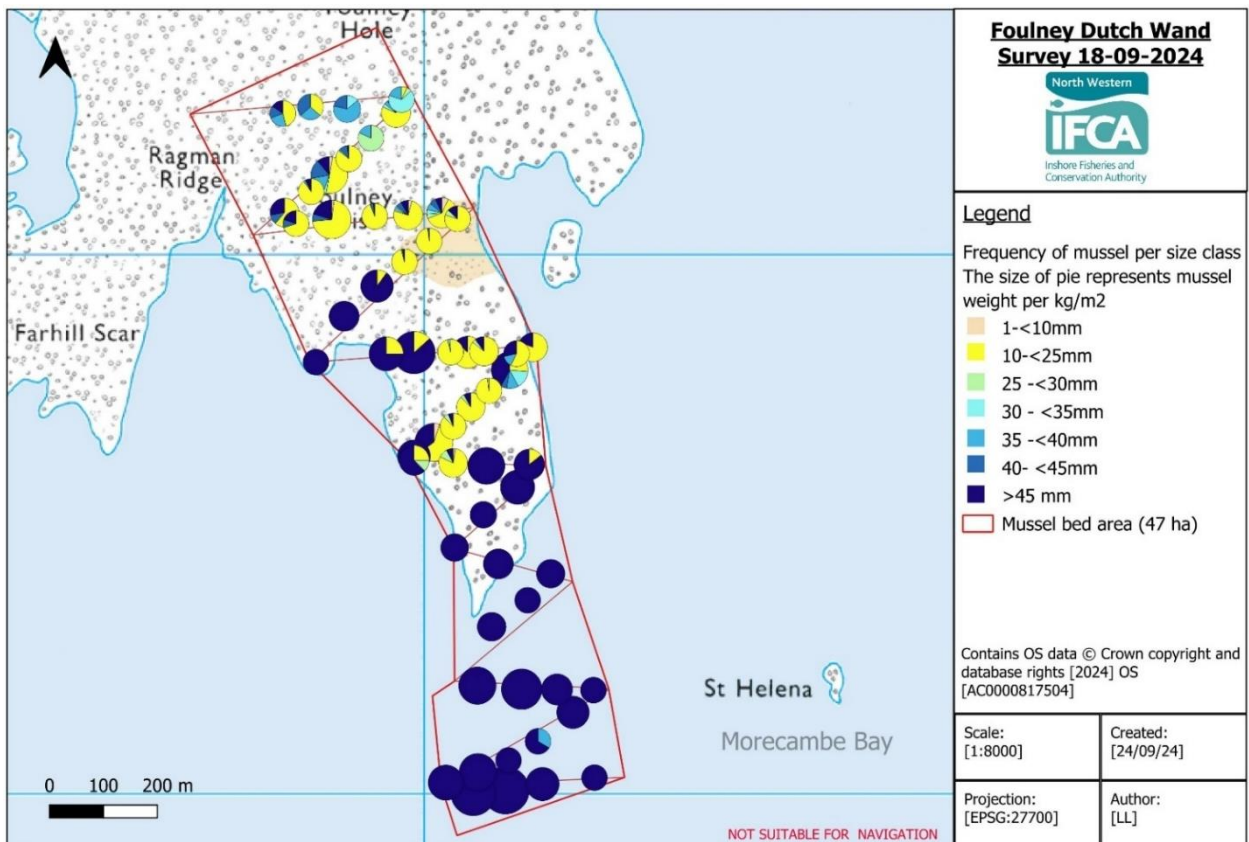 Foulney
Hole
Ragman
Ridge
Foulney
Farhill Scar
St Helena
Morecambe Bay
0 100 200 m
NOT SUITABLE FOR NAVIGATION
Foulney Dutch Wand
Survey 18-09-2024
North Western
IFCA
Inshore Fisheries and
Conservation Authority
Legend
Frequency of mussel per size class
The size of pie represents mussel
weight per kg/m2
1-<10mm
10-<25mm
25 -<30mm
30 - <35mm
35 -<40mm
40- <45mm
>45 mm
Mussel bed area (47 ha)
Contains OS data © Crown copyright and
database rights [2024] OS
[AC0000817504]
Scale:
[1:8000]
Created:
[24/09/24]
Projection:
[EPSG:27700]
Author:
[LL]